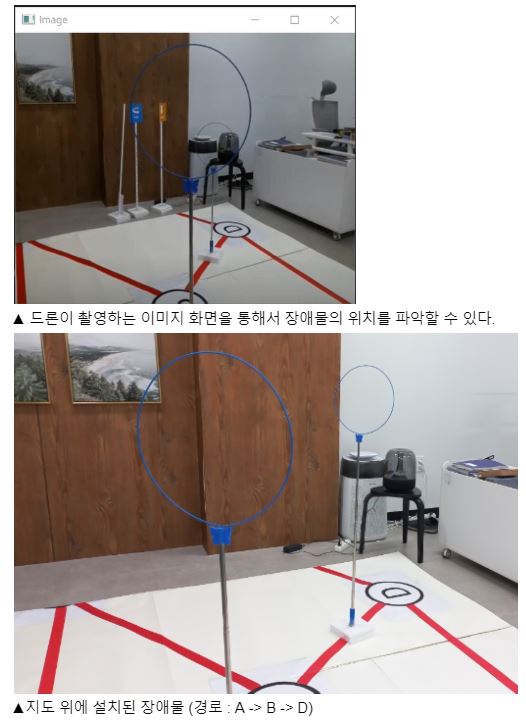 Image
D
▲ 드론이 촬영하는 이미지 화면을 통해서 장애물의 위치를 파악할 수 있다.
D
▲지도 위에 설치된 장애물 (경로 : A -> B -> D)